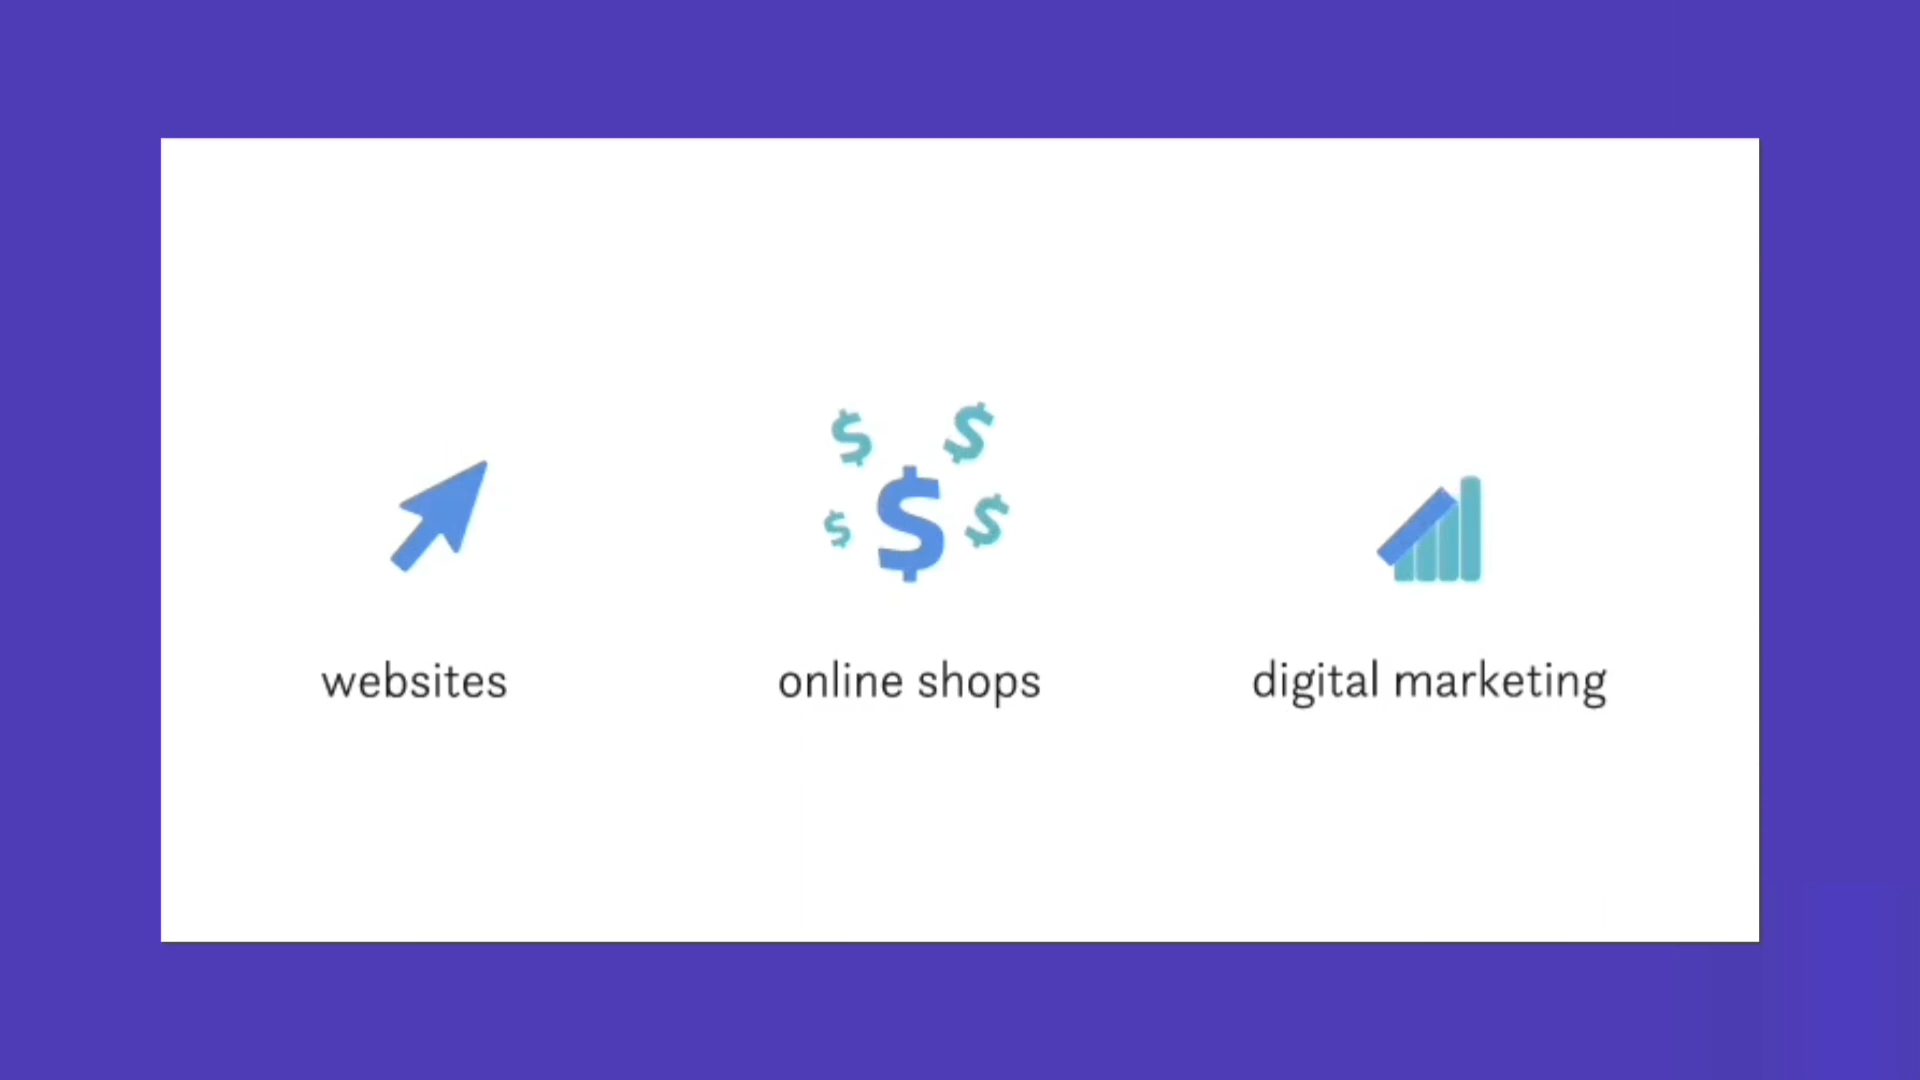 $ $
$ $ $
websites
online shops
digital marketing